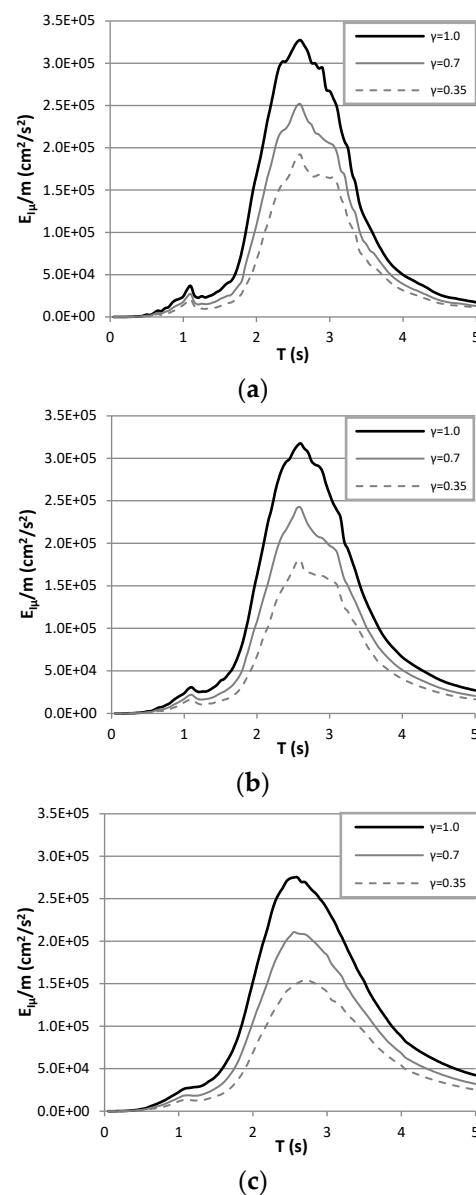 3.5E+05
3.0E+05
2.5E+05
2.0E+05
1.5E+05
1.0E+05
5.0E+04
0.0E+00
E_Iμ/m (cm²/s²)
0 1 2 3 4 5
T (s)
γ=1.0
γ=0.7
γ=0.35
(a)
3.5E+05
3.0E+05
2.5E+05
2.0E+05
1.5E+05
1.0E+05
5.0E+04
0.0E+00
E_Iμ/m (cm²/s²)
0 1 2 3 4 5
T (s)
γ=1.0
γ=0.7
γ=0.35
(b)
3.5E+05
3.0E+05
2.5E+05
2.0E+05
1.5E+05
1.0E+05
5.0E+04
0.0E+00
E_Iμ/m (cm²/s²)
0 1 2 3 4 5
T (s)
γ=1.0
γ=0.7
γ=0.35
(c)